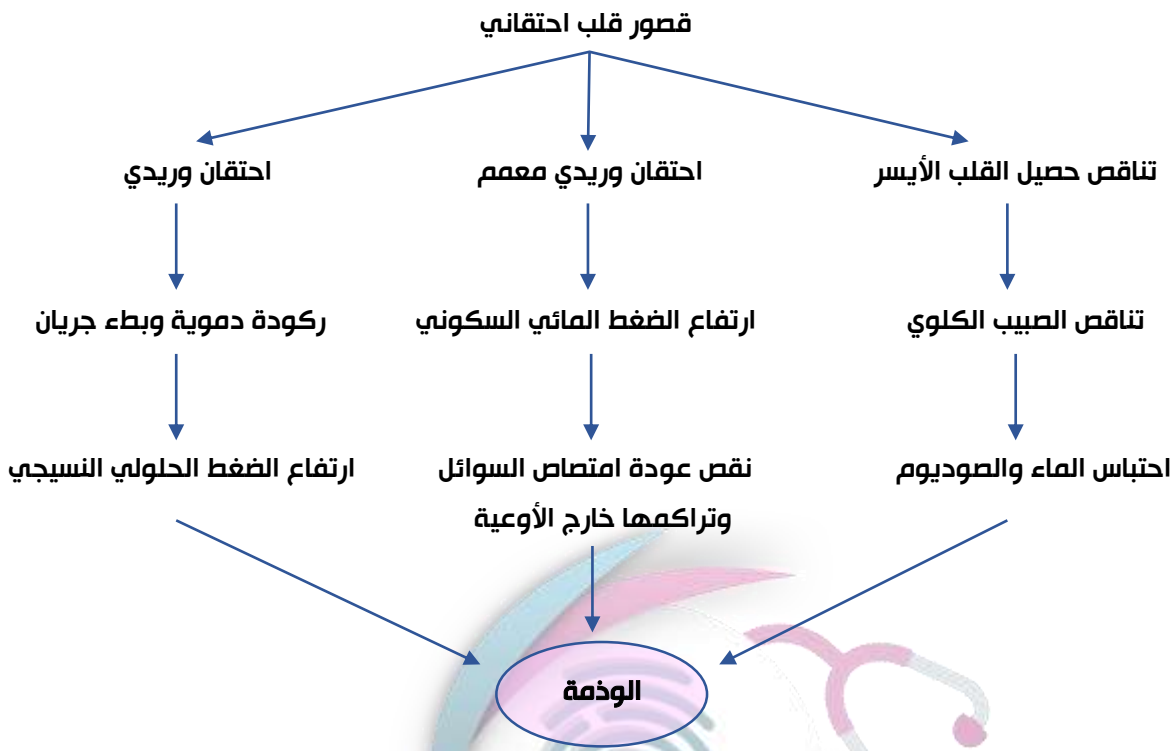 قصور قلب احتقاني
تناقص حصيل القلب الأيسر
احتقان وريدي معمم
احتقان وريدي
تناقص الصبيب الكلوي
ارتفاع الضغط المائي السكوني
ركودة دموية وبطء جريان
احتباس الماء والصوديوم
نقص عودة امتصاص السوائل
وتراكمها خارج الأوعية
ارتفاع الضغط الحلولي النسيجي
الوذمة